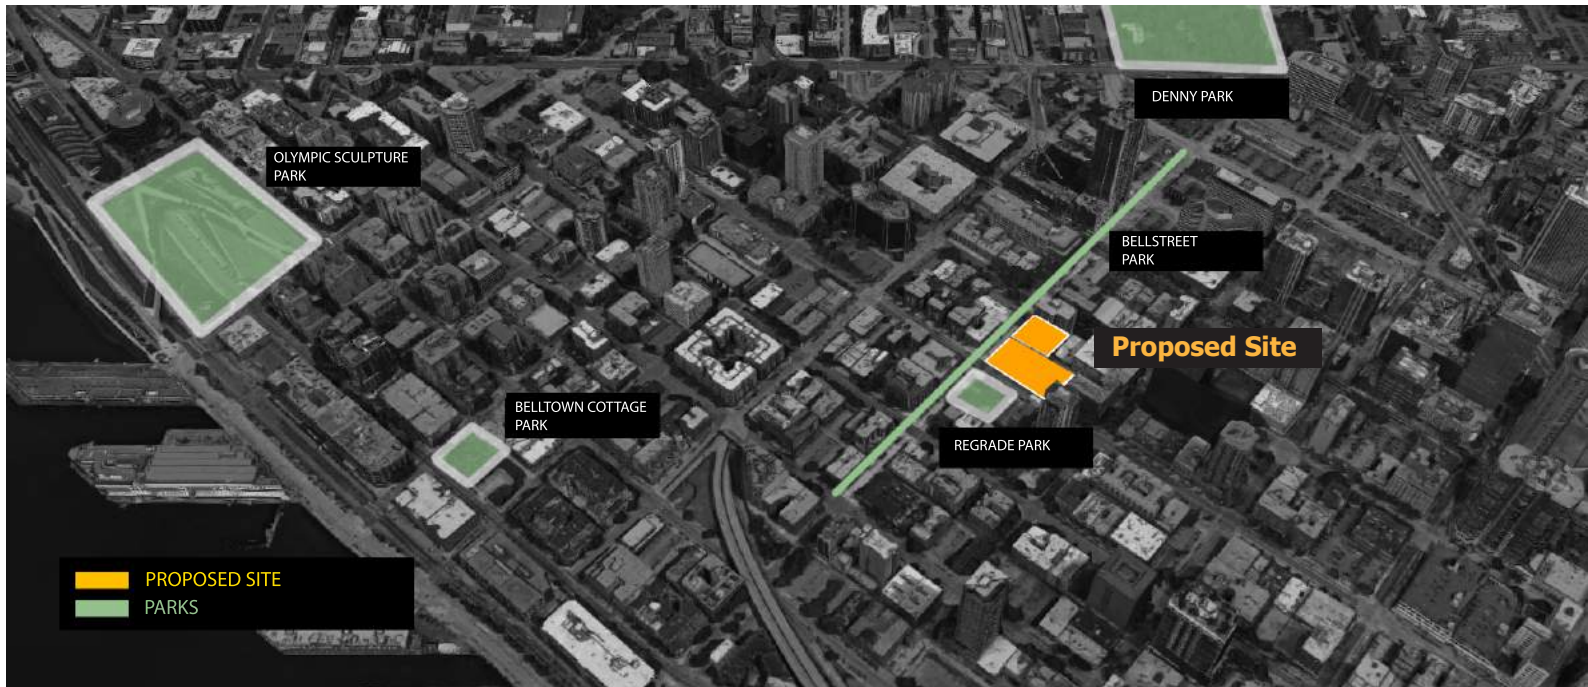 DENNY PARK
OLYMPIC SCULPTURE
PARK
BELLSTREET
PARK
Proposed Site
BELLTOWN COTTAGE
PARK
REGRADE PARK
PROPOSED SITE
PARKS